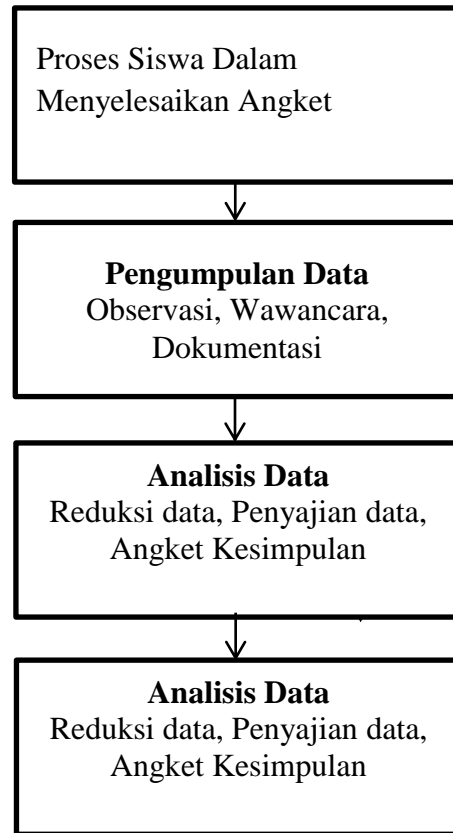 Proses Siswa Dalam
Menyelesaikan Angket
Pengumpulan Data
Observasi, Wawancara,
Dokumentasi
Analisis Data
Reduksi data, Penyajian data,
Angket Kesimpulan
Analisis Data
Reduksi data, Penyajian data,
Angket Kesimpulan